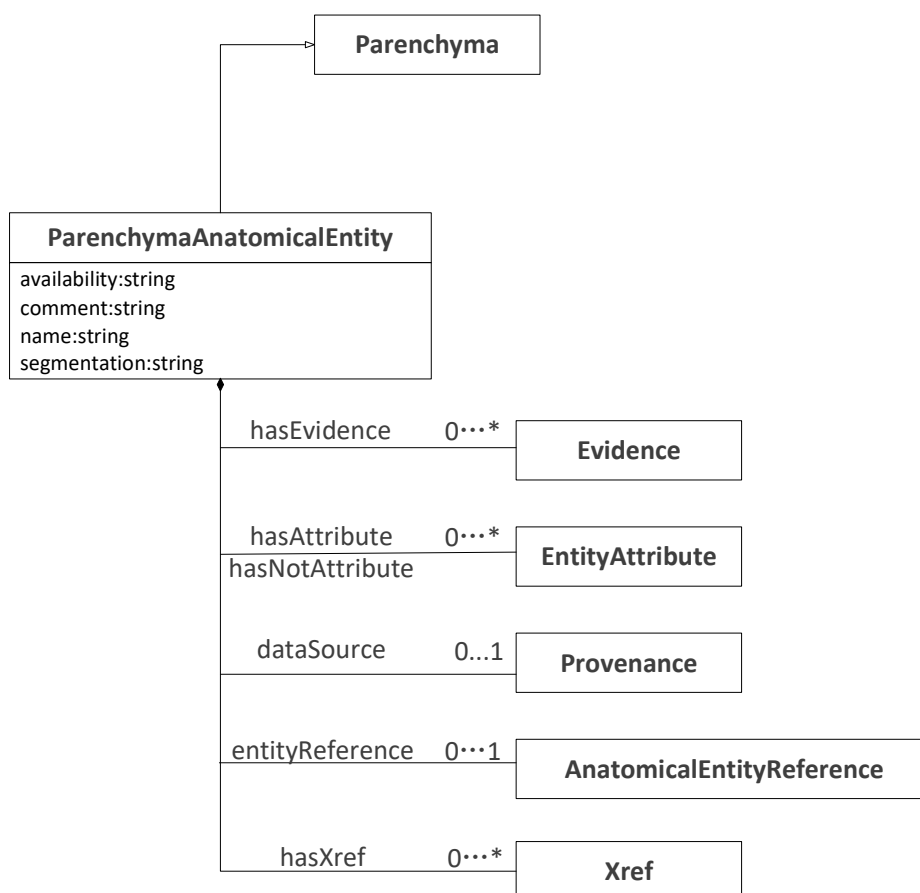 Parenchyma
ParenchymaAnatomicalEntity
availability:string
comment:string
name:string
segmentation:string
hasEvidence 0···*
Evidence
hasAttribute 0···*
hasNotAttribute
EntityAttribute
dataSource 0...1
Provenance
entityReference 0···1
AnatomicalEntityReference
hasXref 0···*
Xref